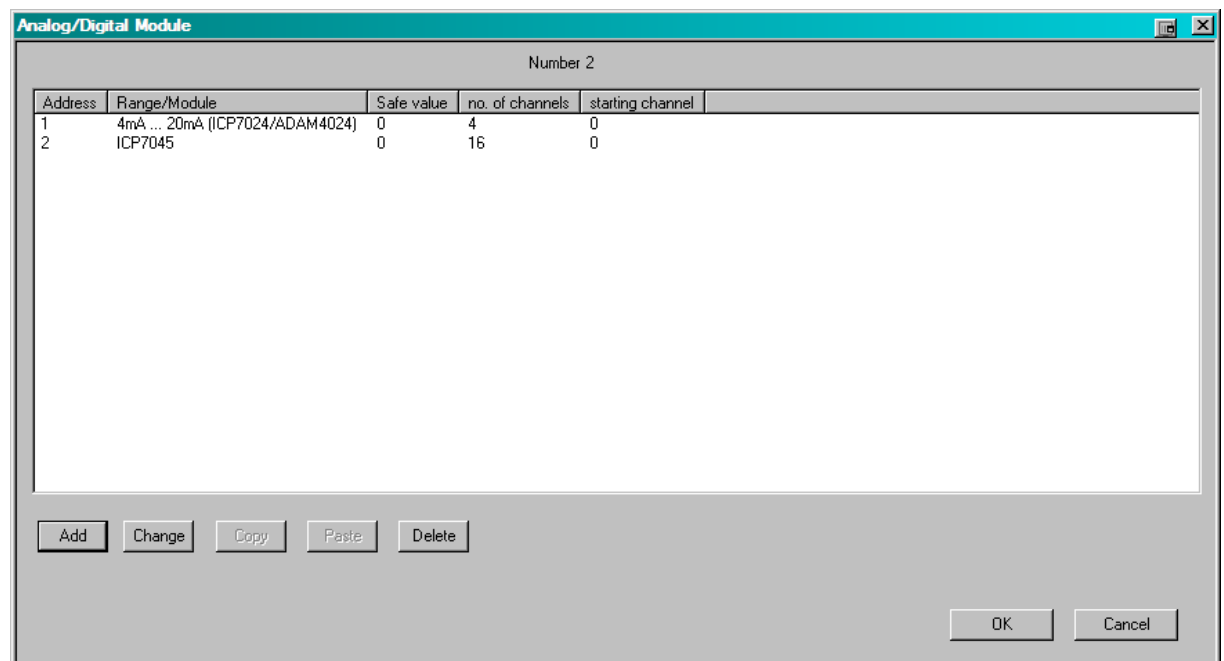 Analog/Digital Module
Number 2
Address Range/Module Safe value no. of channels starting channel
1 4mA ... 20mA (ICP7024/ADAM4024) 0 4 0
2 ICP7045 0 16 0
Add Change Copy Paste Delete
OK Cancel